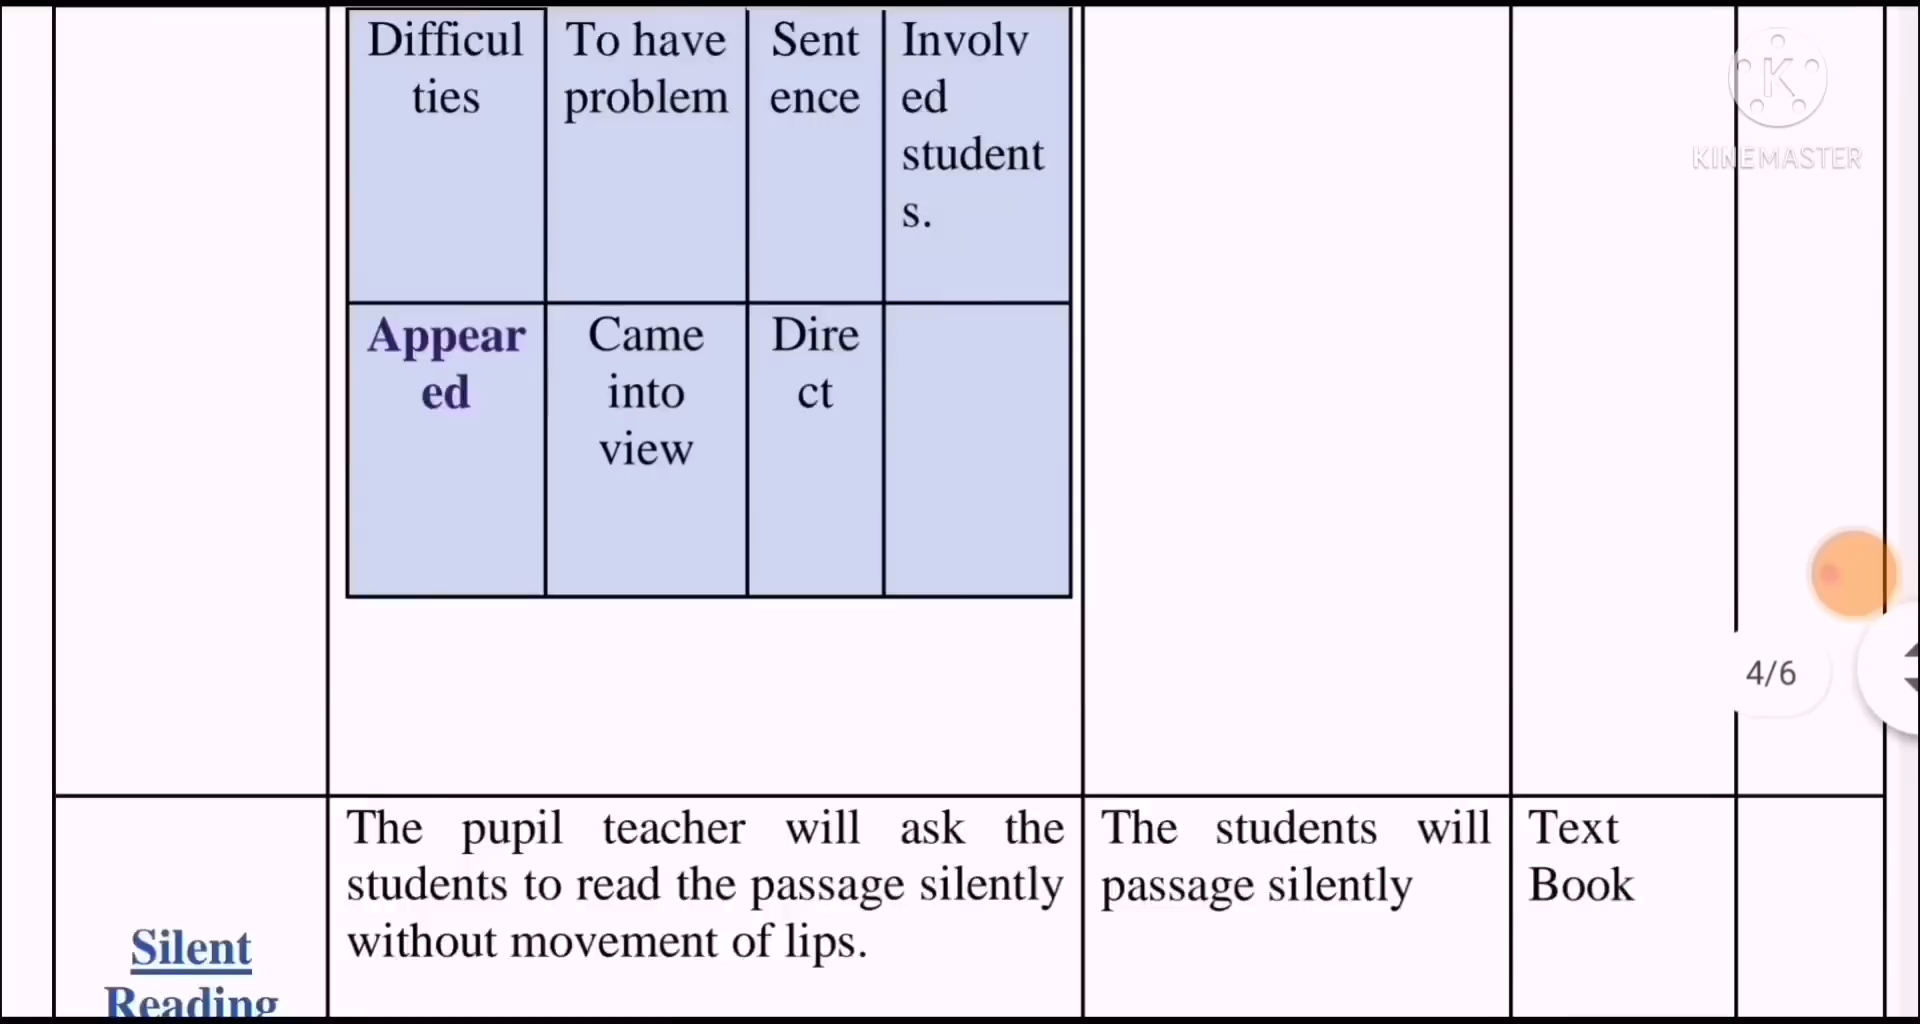 Difficul
ties
To have
problem
Sent
ence
Involv
ed
student
s.
Appear
ed
Came
into
view
Dire
ct
KINEMASTER
4/6
Silent
Reading
The pupil teacher will ask the
students to read the passage silently
without movement of lips.
The students will
passage silently
Text
Book